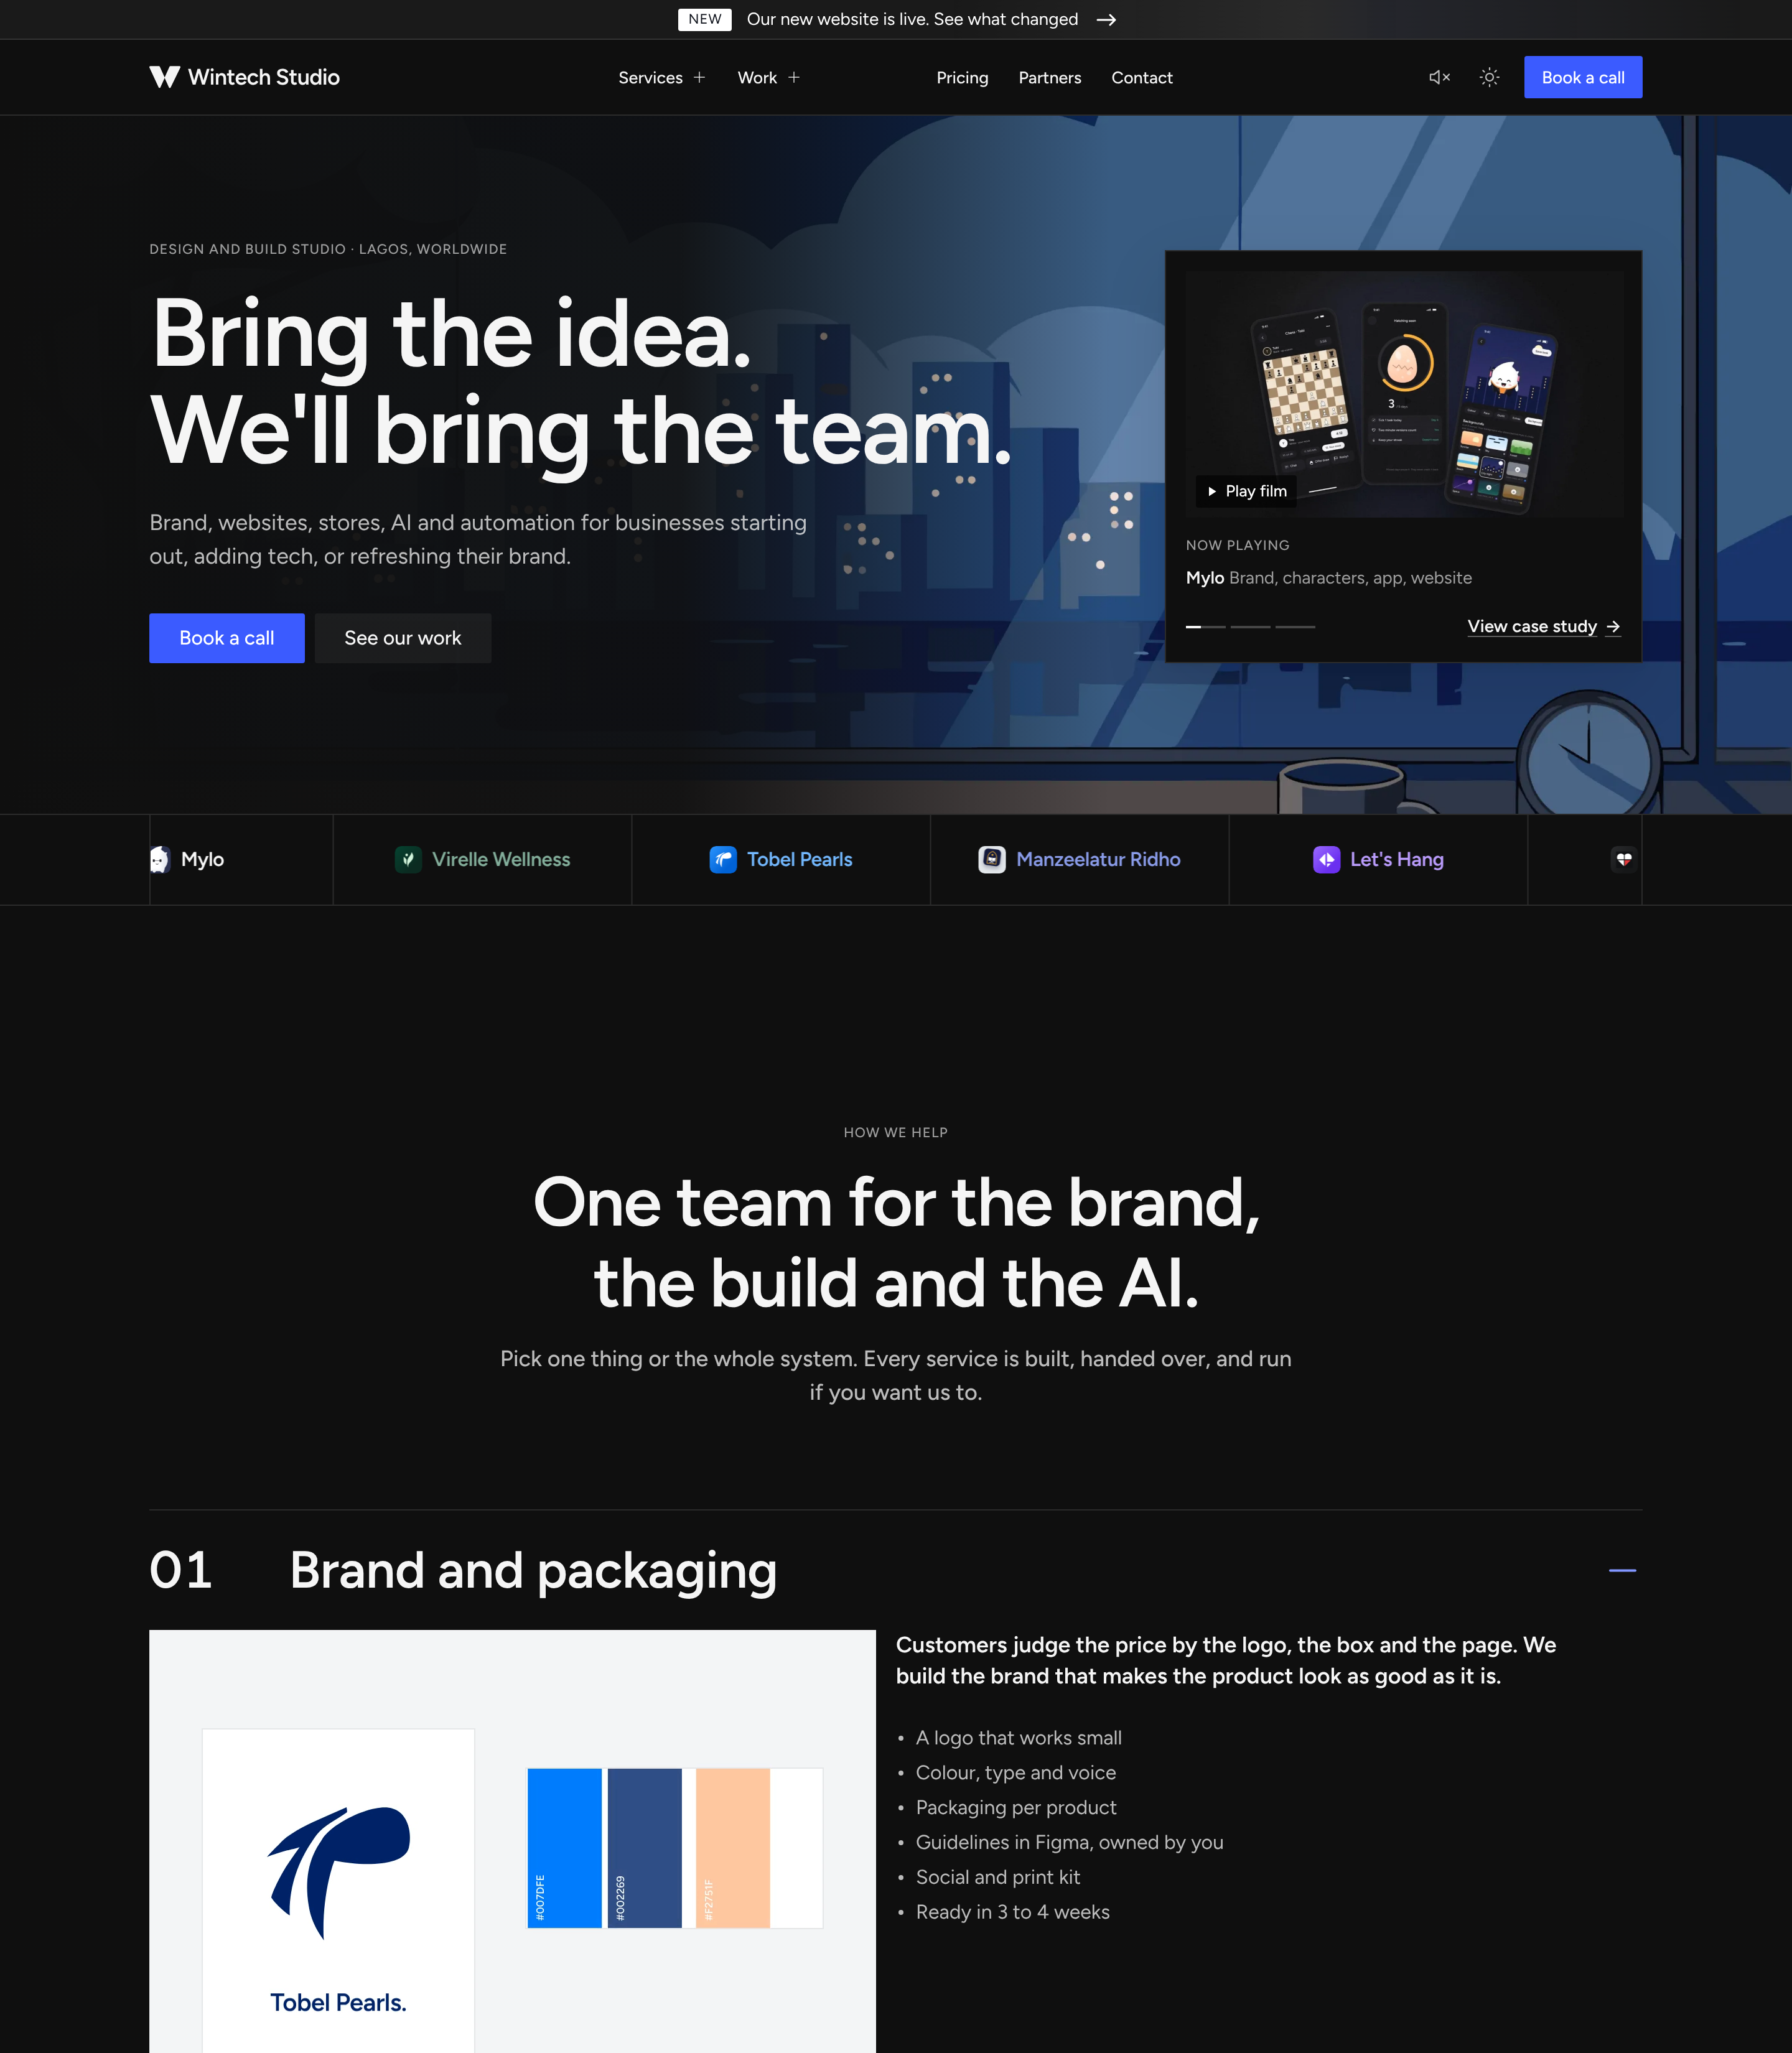 NEW Our new website is live. See what changed →
Wintech Studio
Services + Work + Pricing Partners Contact
Book a call
DESIGN AND BUILD STUDIO · LAGOS, WORLDWIDE
Bring the idea.
We'll bring the team.
Brand, websites, stores, AI and automation for businesses starting
out, adding tech, or refreshing their brand.
Book a call See our work
Play film
NOW PLAYING
Mylo Brand, characters, app, website
View case study →
Mylo Virelle Wellness Tobel Pearls Manzeelatur Ridho Let's Hang
HOW WE HELP
One team for the brand,
the build and the AI.
Pick one thing or the whole system. Every service is built, handed over, and run
if you want us to.
01 Brand and packaging
Customers judge the price by the logo, the box and the page. We
build the brand that makes the product look as good as it is.
• A logo that works small
• Colour, type and voice
• Packaging per product
• Guidelines in Figma, owned by you
• Social and print kit
• Ready in 3 to 4 weeks
#007DFE
#002269
#F2751F
Tobel Pearls.